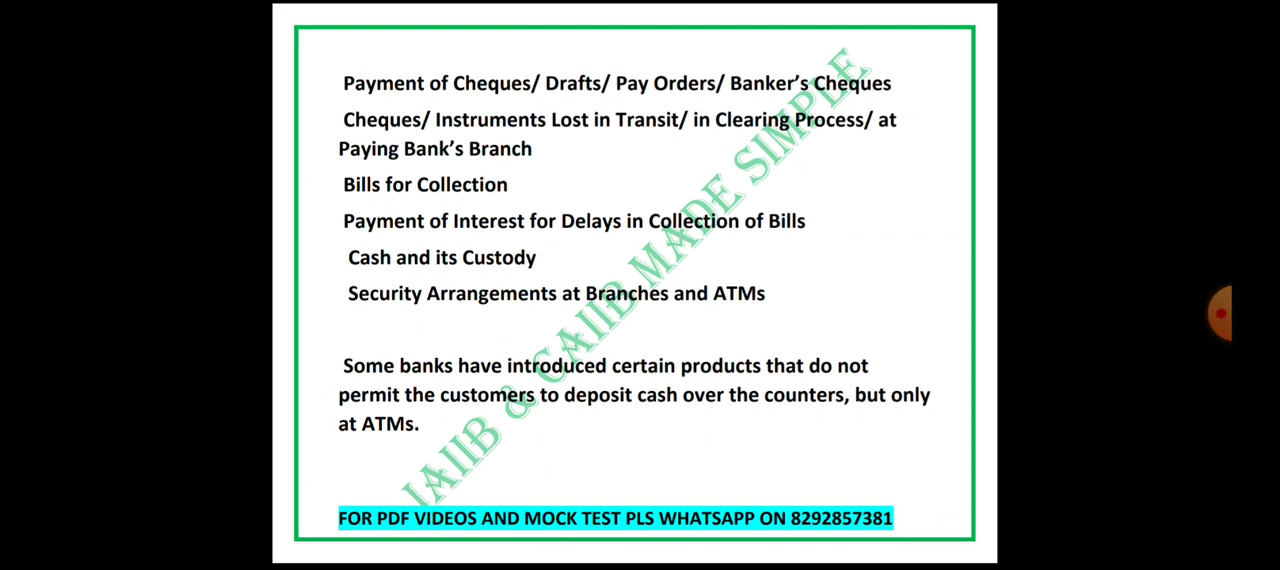 Payment of Cheques/ Drafts/ Pay Orders/ Banker's Cheques
Cheques/ Instruments Lost in Transit/ in Clearing Process/ at
Paying Bank's Branch
Bills for Collection
Payment of Interest for Delays in Collection of Bills
Cash and its Custody
Security Arrangements at Branches and ATMs
Some banks have introduced certain products that do not
permit the customers to deposit cash over the counters, but only
at ATMs.
JAIIB & CAIIB MADE SIMPLE
FOR PDF VIDEOS AND MOCK TEST PLS WHATSAPP ON 8292857381